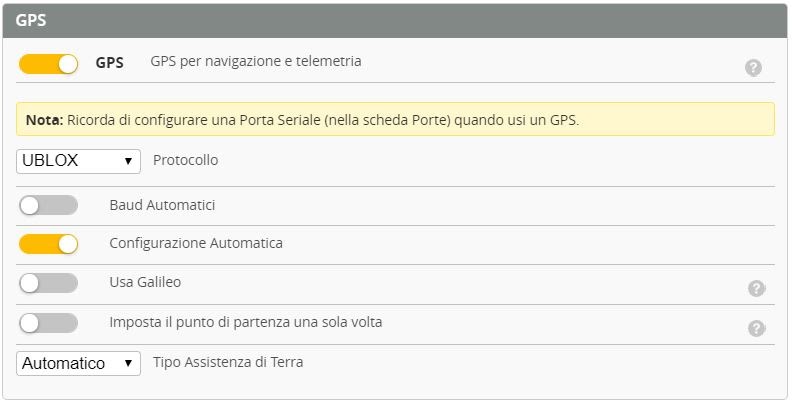 GPS
GPS GPS per navigazione e telemetria
?
Nota: Ricorda di configurare una Porta Seriale (nella scheda Porte) quando usi un GPS.
UBLOX Protocollo
Baud Automatici
Configurazione Automatica
Usa Galileo
?
Imposta il punto di partenza una sola volta
?
Automatico Tipo Assistenza di Terra